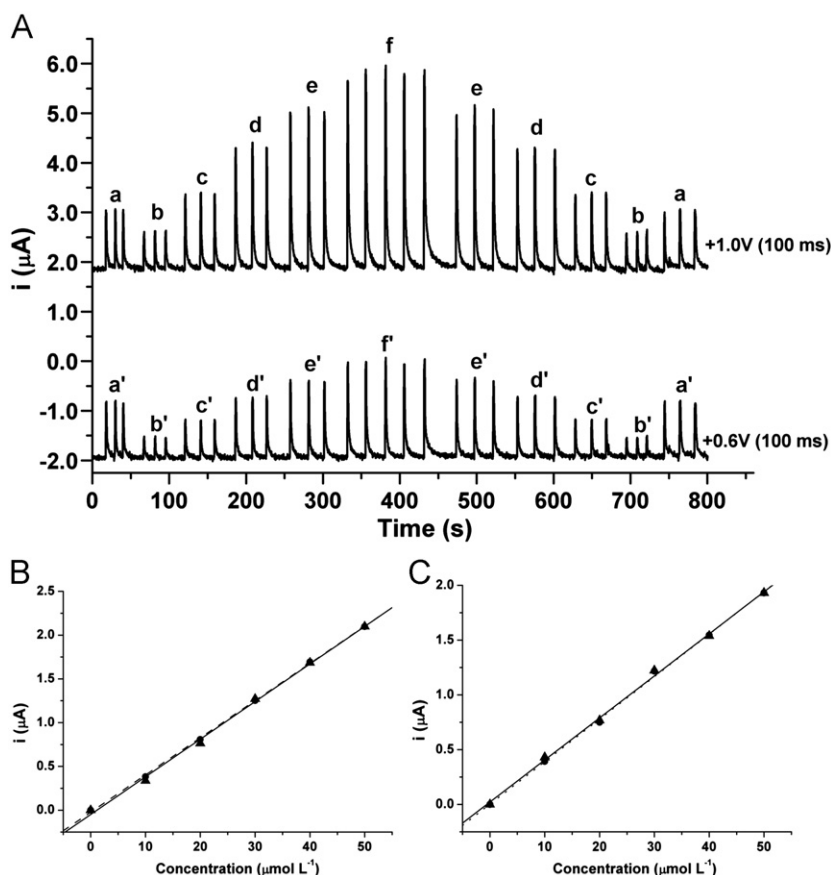 A
i (μA)
6.0
5.0
4.0
3.0
2.0
1.0
0.0
-1.0
-2.0
a b c d e f e d c b a
+1.0V (100 ms)
a' b' c' d' e' f' e' d' c' b' a'
+0.6V (100 ms)
0 100 200 300 400 500 600 700 800
Time (s)
B
i (μA)
2.5
2.0
1.5
1.0
0.5
0.0
0 10 20 30 40 50
Concentration (μmol L⁻¹)
C
i (μA)
2.0
1.5
1.0
0.5
0.0
0 10 20 30 40 50
Concentration (μmol L⁻¹)